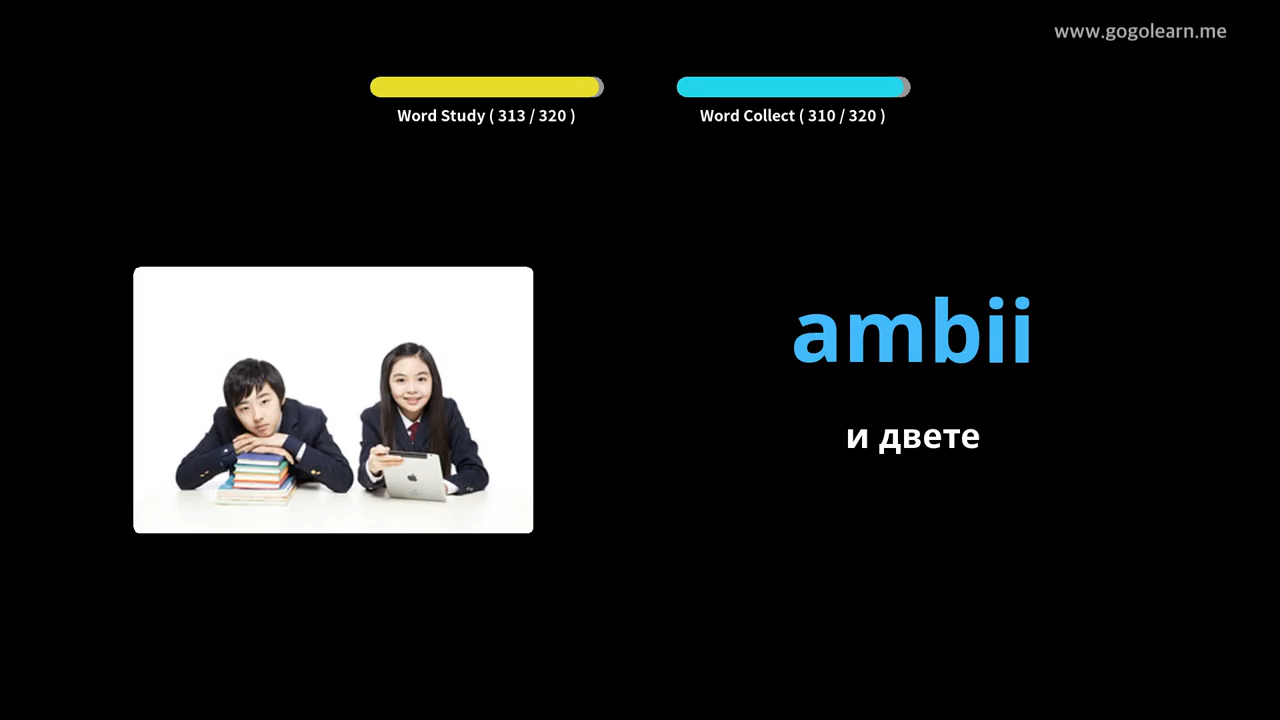 www.gogolearn.me
Word Study ( 313 / 320 )
Word Collect ( 310 / 320 )
ambii
и двете